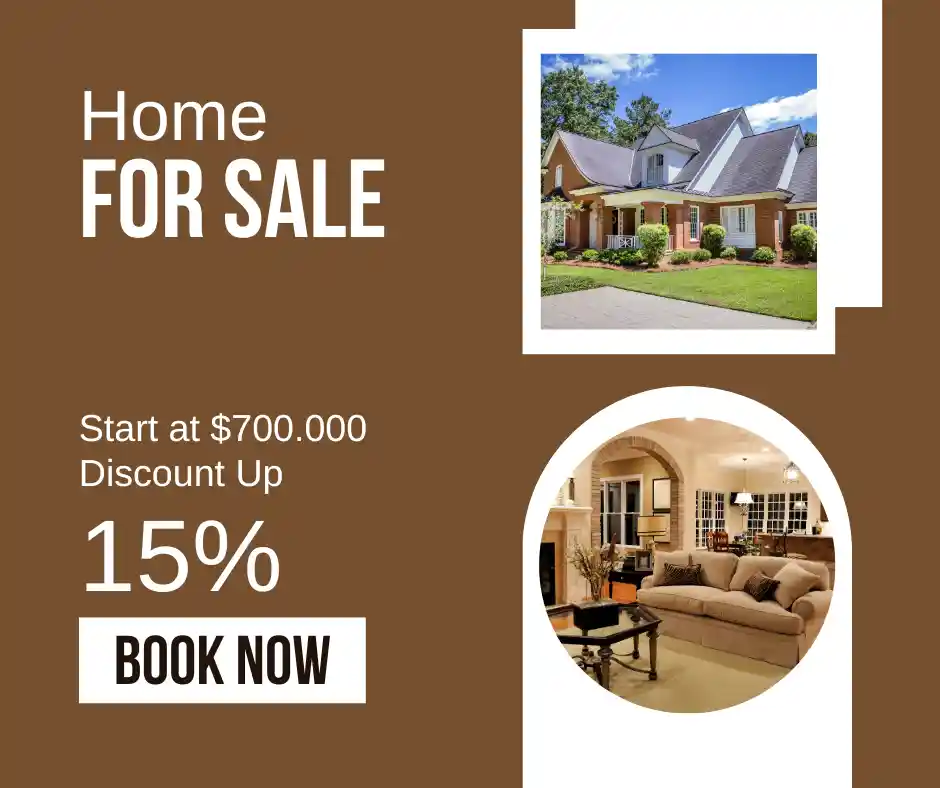 Home
FOR SALE
Start at $700.000
Discount Up
15%
BOOK NOW